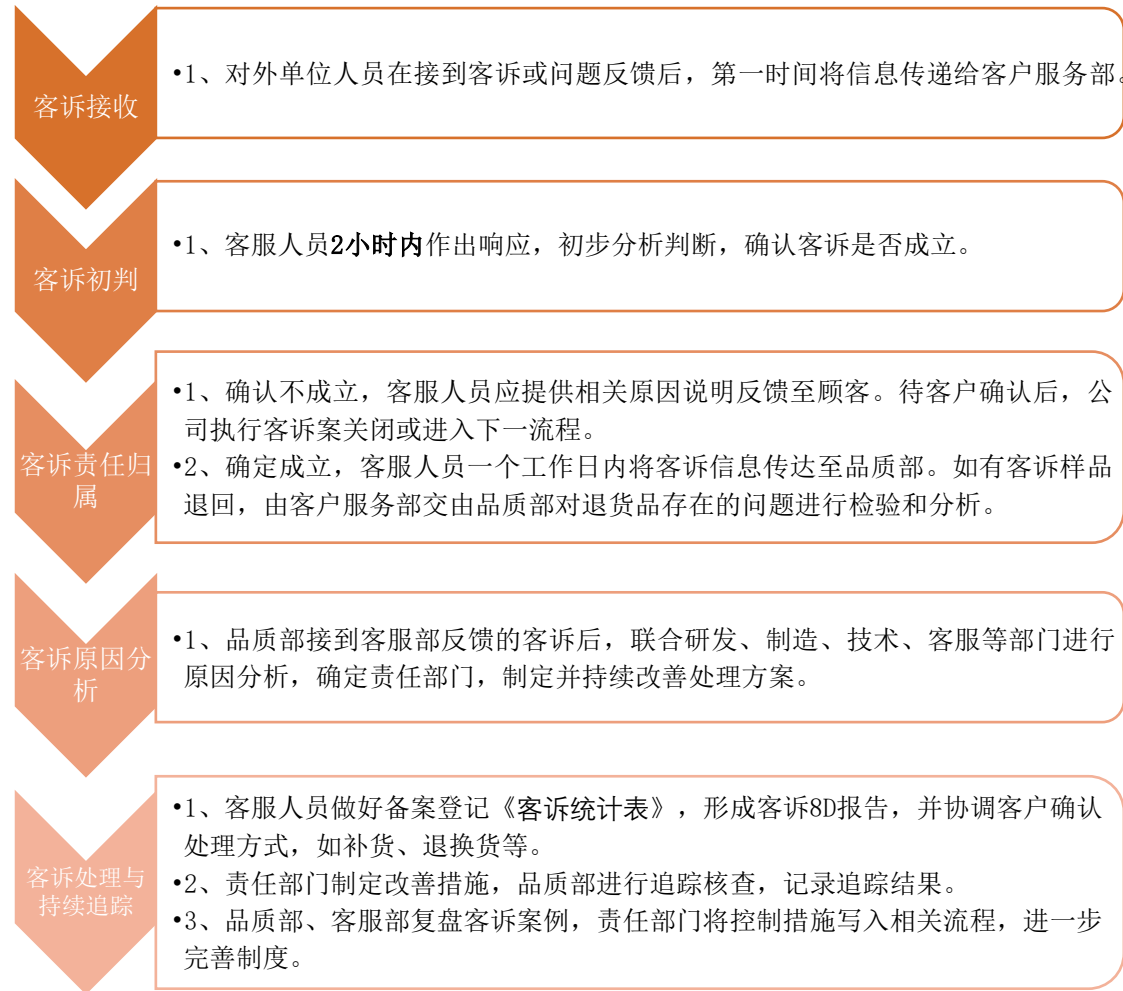 客诉接收
•1、对外单位人员在接到客诉或问题反馈后，第一时间将信息传递给客户服务部。
客诉初判
•1、客服人员2小时内作出响应，初步分析判断，确认客诉是否成立。
客诉责任归
属
•1、确认不成立，客服人员应提供相关原因说明反馈至顾客。待客户确认后，公
司执行客诉案关闭或进入下一流程。
•2、确定成立，客服人员一个工作日内将客诉信息传达至品质部。如有客诉样品
退回，由客户服务部交由品质部对退货品存在的问题进行检验和分析。
客诉原因分
析
•1、品质部接到客服部反馈的客诉后，联合研发、制造、技术、客服等部门进行
原因分析，确定责任部门，制定并持续改善处理方案。
客诉处理与
持续追踪
•1、客服人员做好备案登记《客诉统计表》，形成客诉8D报告，并协调客户确认
处理方式，如补货、退换货等。
•2、责任部门制定改善措施，品质部进行追踪核查，记录追踪结果。
•3、品质部、客服部复盘客诉案例，责任部门将控制措施写入相关流程，进一步
完善制度。